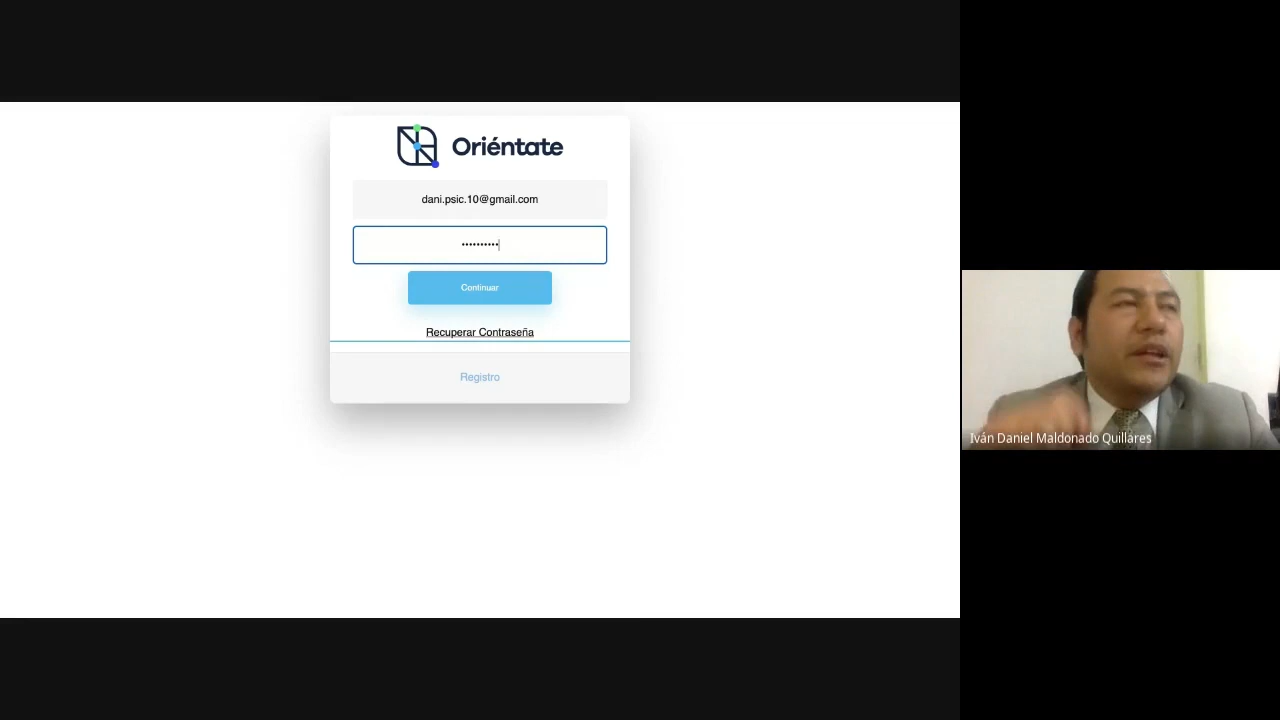 Oriéntate
dani.psic.10@gmail.com
••••••••••
Continuar
Recuperar Contraseña
Registro
Iván Daniel Maldonado Quillares